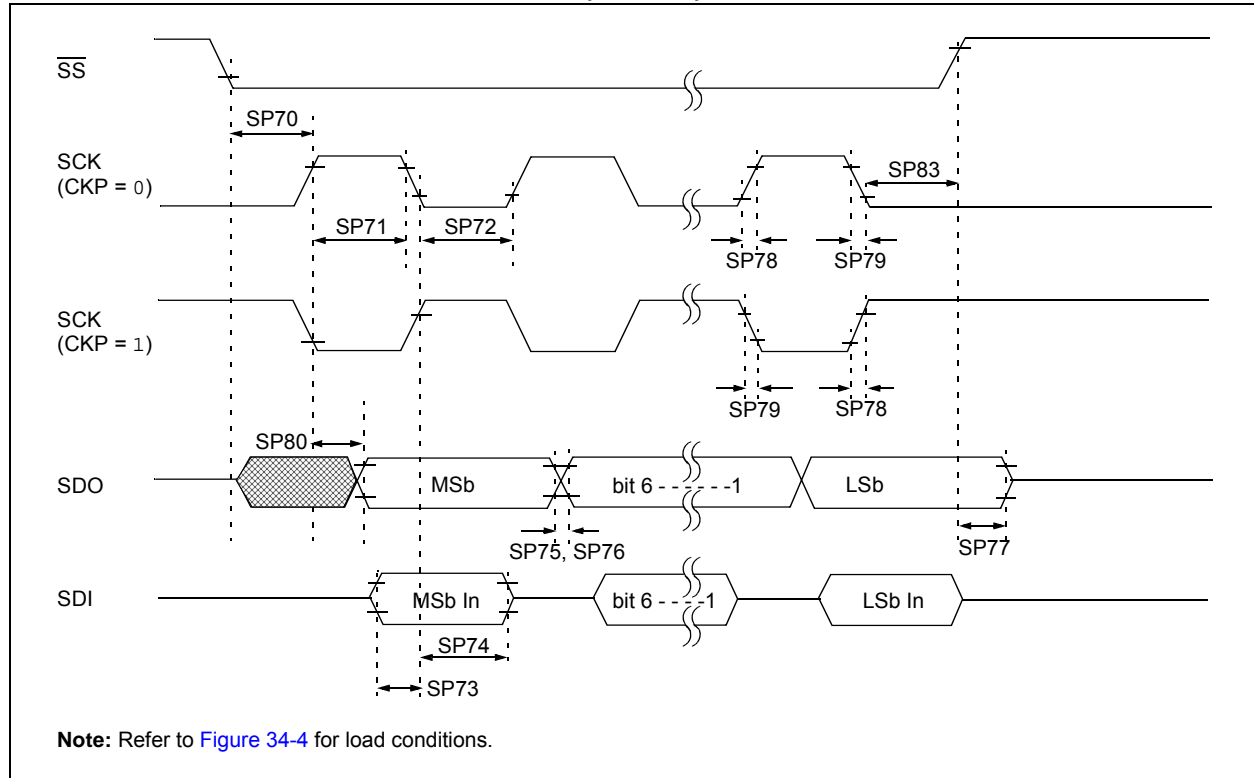 SS
SP70
SCK
(CKP = 0)
SP83
SP71
SP72
SP78
SP79
SCK
(CKP = 1)
SP79
SP78
SP80
SDO
MSb
bit 6 - - - - - -1
LSb
SP75, SP76
SP77
SDI
MSb In
bit 6 - - - -1
LSb In
SP74
SP73
Note: Refer to Figure 34-4 for load conditions.